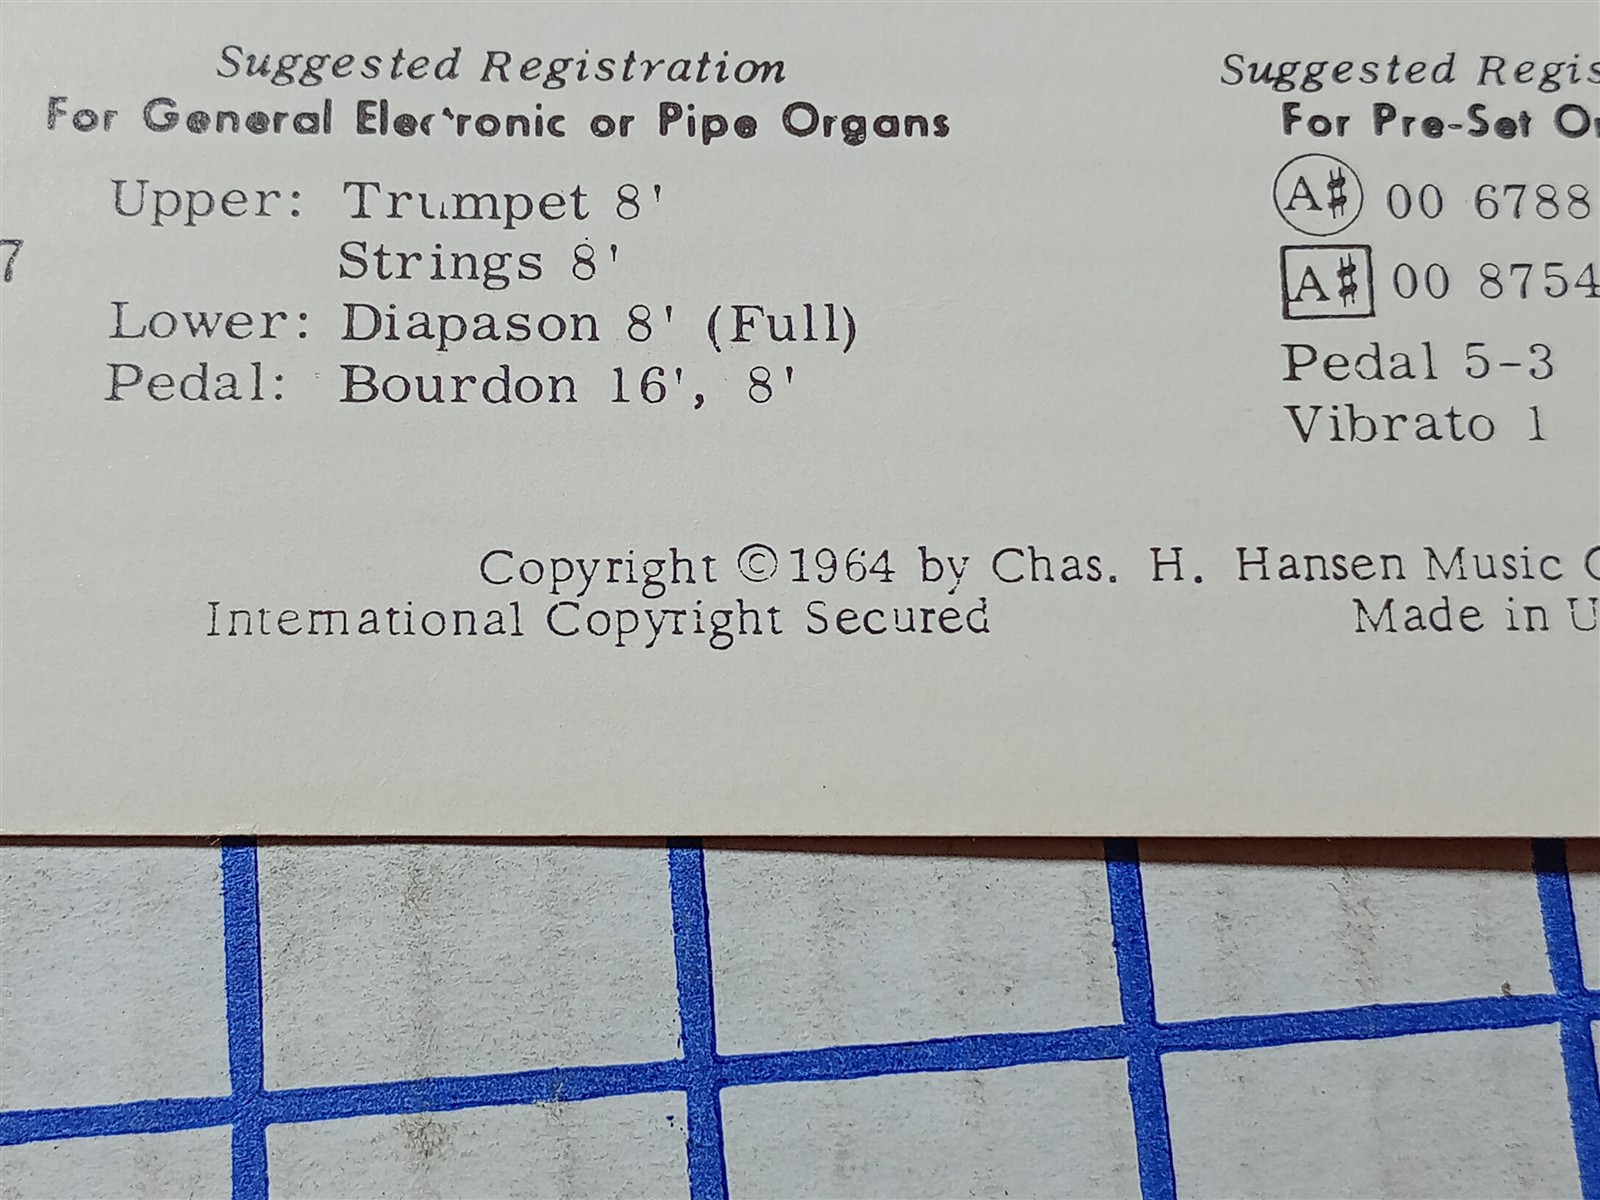 Suggested Registration
For General Electronic or Pipe Organs
Upper: Trumpet 8'
Strings 8'
Lower: Diapason 8' (Full)
Pedal: Bourdon 16', 8'
7
Suggested Regis
For Pre-Set Or
A♯ 00 6788
A♯ 00 8754
Pedal 5-3
Vibrato 1
Copyright ©1964 by Chas. H. Hansen Music C
International Copyright Secured Made in U